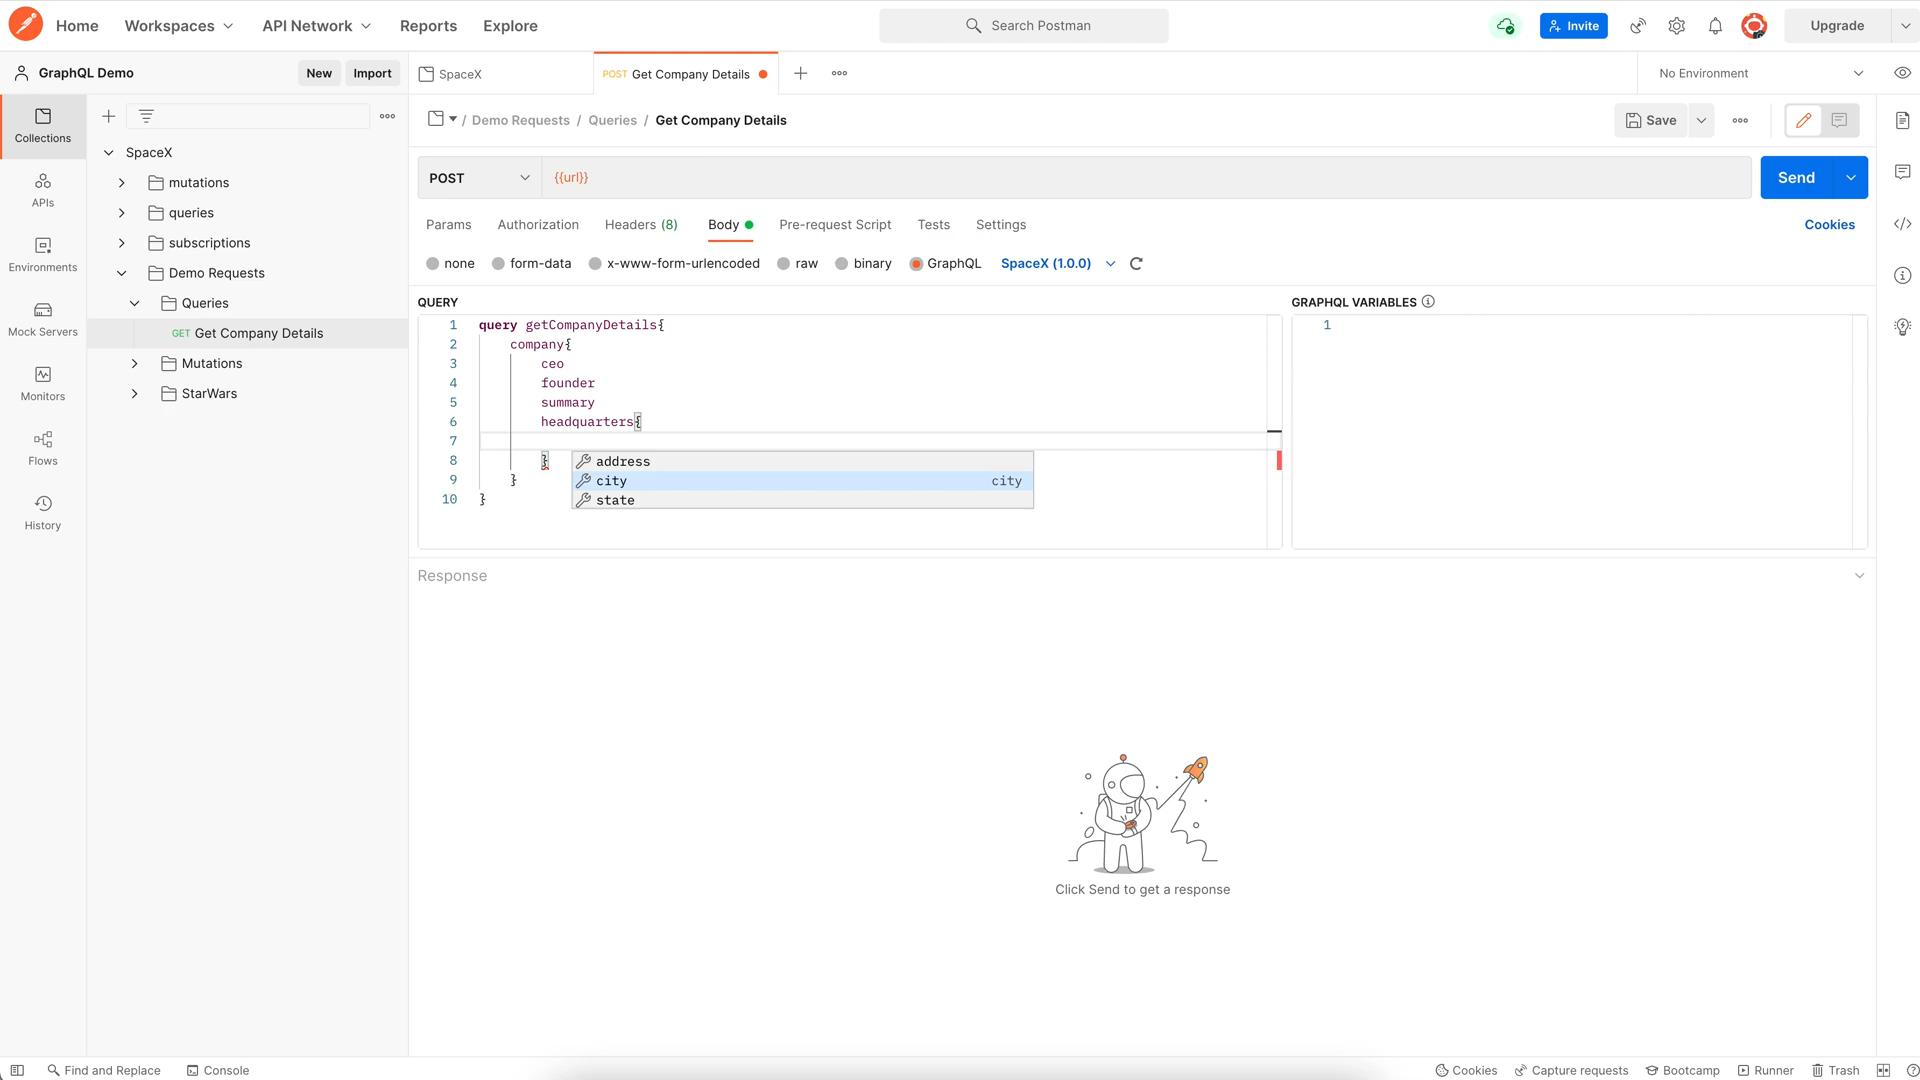 Home
Workspaces
API Network
Reports
Explore
Search Postman
Invite
Upgrade
GraphQL Demo
New
Import
SpaceX
POST Get Company Details
No Environment
Collections
APIs
Environments
Mock Servers
Monitors
Flows
History
SpaceX
mutations
queries
subscriptions
Demo Requests
Queries
GET Get Company Details
Mutations
StarWars
/ Demo Requests / Queries / Get Company Details
Save
POST
{{url}}
Send
Params
Authorization
Headers (8)
Body
Pre-request Script
Tests
Settings
Cookies
none
form-data
x-www-form-urlencoded
raw
binary
GraphQL
SpaceX (1.0.0)
QUERY
1 query getCompanyDetails{
2 company{
3 ceo
4 founder
5 summary
6 headquarters{
7
8 }
9 }
10 }
address
city city
state
GRAPHQL VARIABLES
1
Response
Click Send to get a response
Find and Replace
Console
Cookies
Capture requests
Bootcamp
Runner
Trash